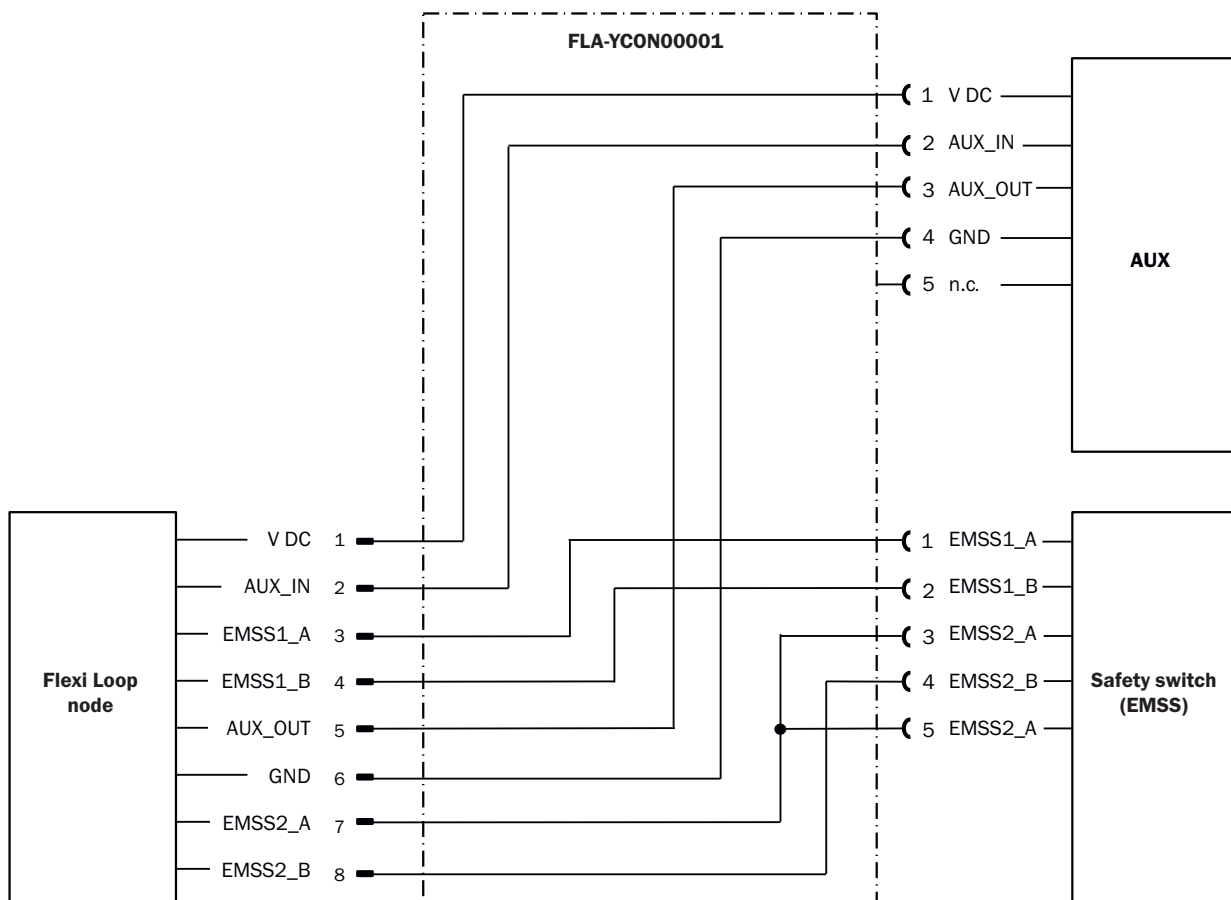 FLA-YCON00001
1 V DC
2 AUX_IN
3 AUX_OUT
4 GND
5 n.c.
AUX
V DC 1
AUX_IN 2
EMSS1_A 3
EMSS1_B 4
AUX_OUT 5
GND 6
EMSS2_A 7
EMSS2_B 8
Flexi Loop
node
1 EMSS1_A
2 EMSS1_B
3 EMSS2_A
4 EMSS2_B
5 EMSS2_A
Safety switch
(EMSS)